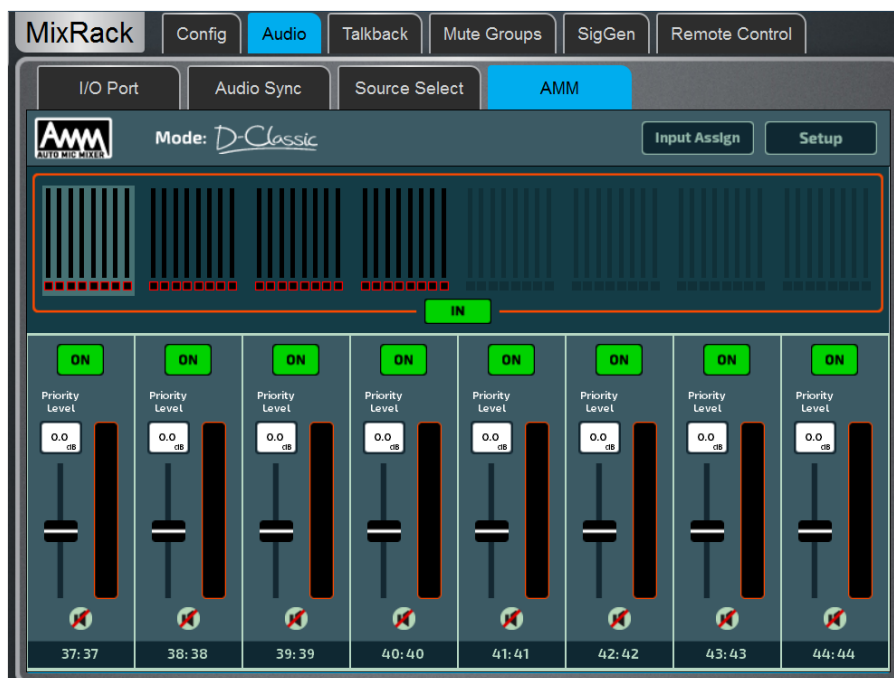 MixRack Config Audio Talkback Mute Groups SigGen Remote Control
I/O Port Audio Sync Source Select AMM
AMM
AUTO MIC MIXER
Mode: D-Classic
Input Assign Setup
IN
ON ON ON ON ON ON ON ON
Priority Priority Priority Priority Priority Priority Priority Priority
Level Level Level Level Level Level Level Level
0.0 0.0 0.0 0.0 0.0 0.0 0.0 0.0
dB dB dB dB dB dB dB dB
37:37 38:38 39:39 40:40 41:41 42:42 43:43 44:44